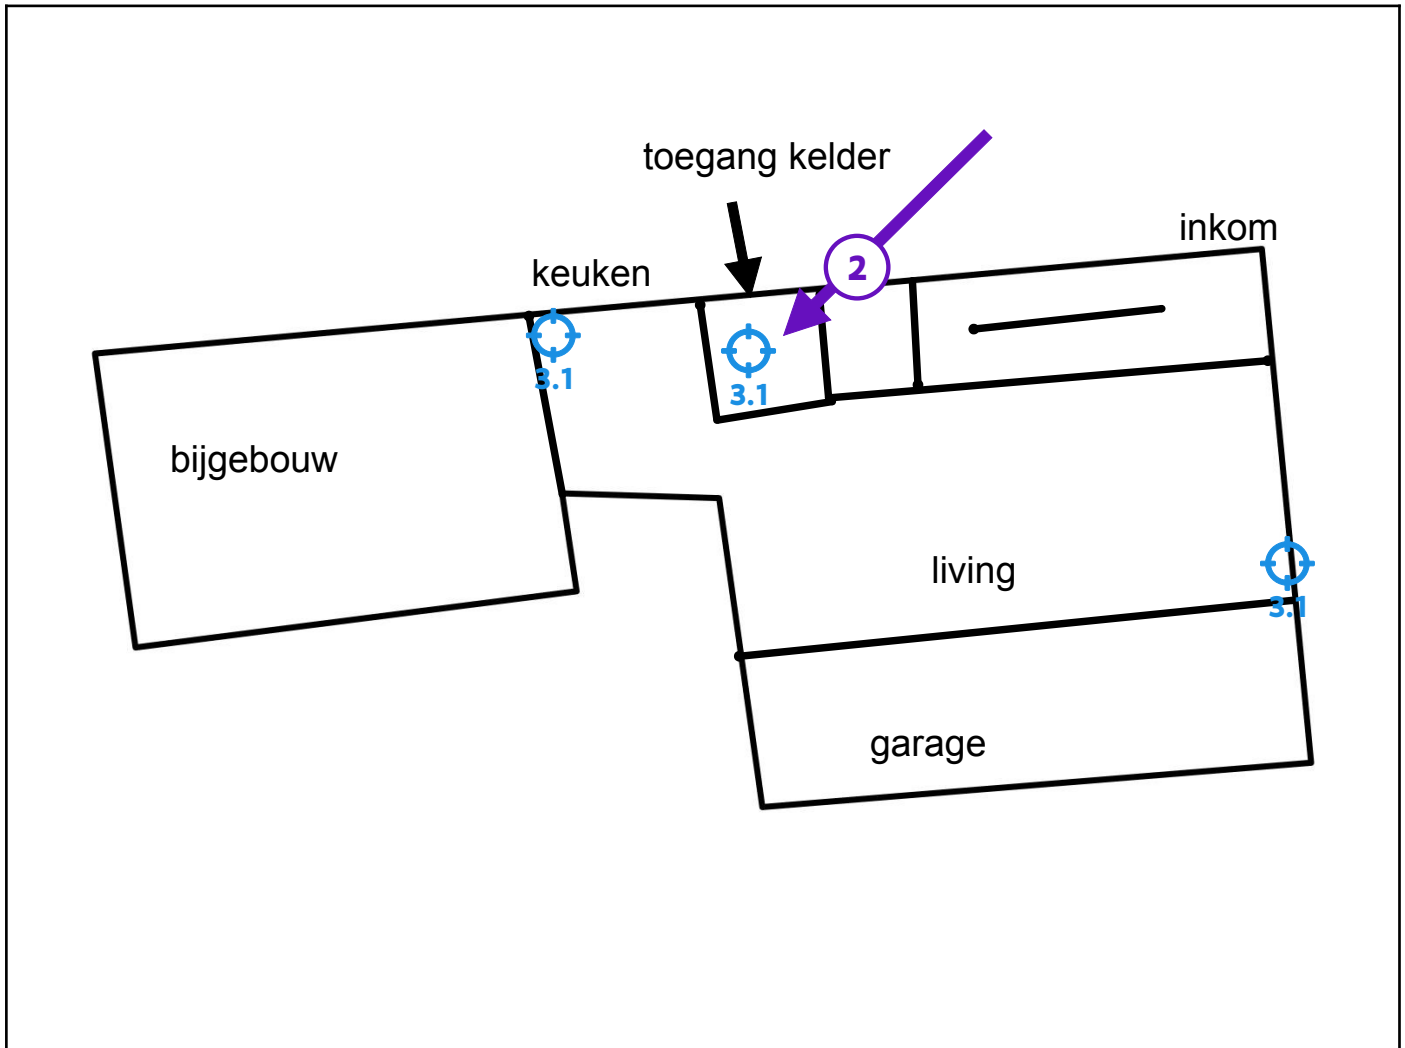 toegang kelder
inkom
2
keuken
3.1
3.1
bijgebouw
living
3.1
garage